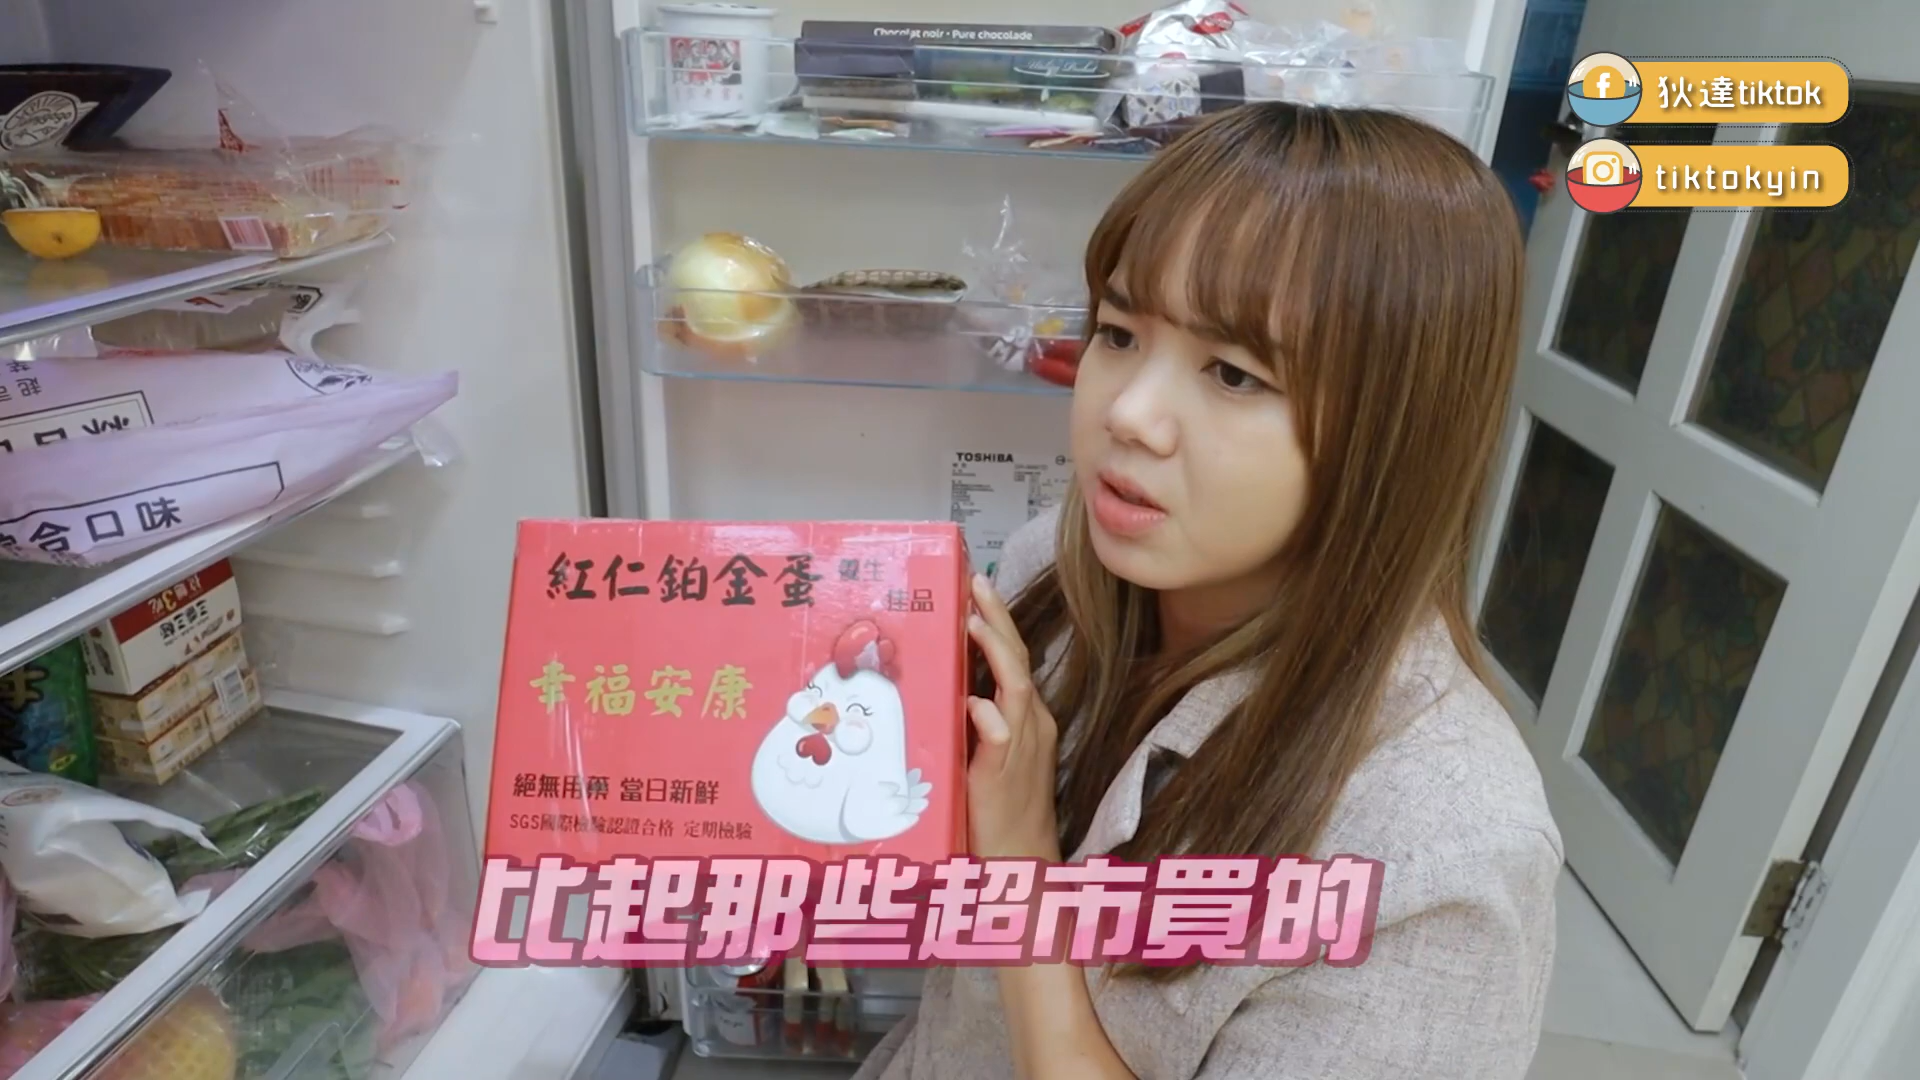 狄達tiktok
tiktokyin
Chocolat noir • Pure chocolade
TOSHIBA
合口味
紅仁鉑金蛋 養生
佳品
幸福安康
絕無用藥 當日新鮮
SGS國際檢驗認證合格 定期檢驗
比起那些超市買的